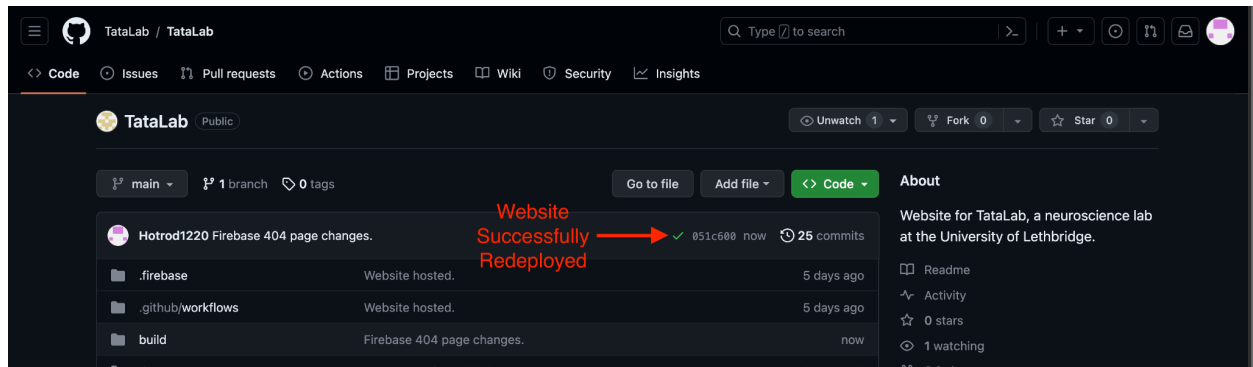 TataLab / TataLab
Type / to search
Code
Issues
Pull requests
Actions
Projects
Wiki
Security
Insights
TataLab Public
Unwatch 1
Fork 0
Star 0
main
1 branch
0 tags
Go to file
Add file
Code
About
Website for TataLab, a neuroscience lab
at the University of Lethbridge.
Website
Successfully
Redeployed
Hotrod1220 Firebase 404 page changes.
051c600 now
25 commits
.firebase Website hosted. 5 days ago
.github/workflows Website hosted. 5 days ago
build Firebase 404 page changes. now
Readme
Activity
0 stars
1 watching